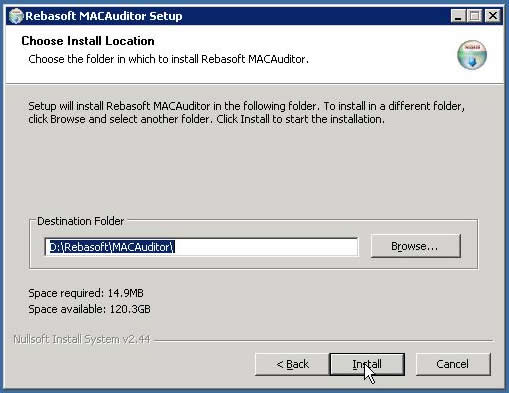 Rebasoft MACAuditor Setup
Choose Install Location
Choose the folder in which to install Rebasoft MACAuditor.
Setup will install Rebasoft MACAuditor in the following folder. To install in a different folder,
click Browse and select another folder. Click Install to start the installation.
Destination Folder
D:\Rebasoft\MACAuditor\
Browse...
Space required: 14.9MB
Space available: 120.3GB
Nullsoft Install System v2.44
< Back
Install
Cancel